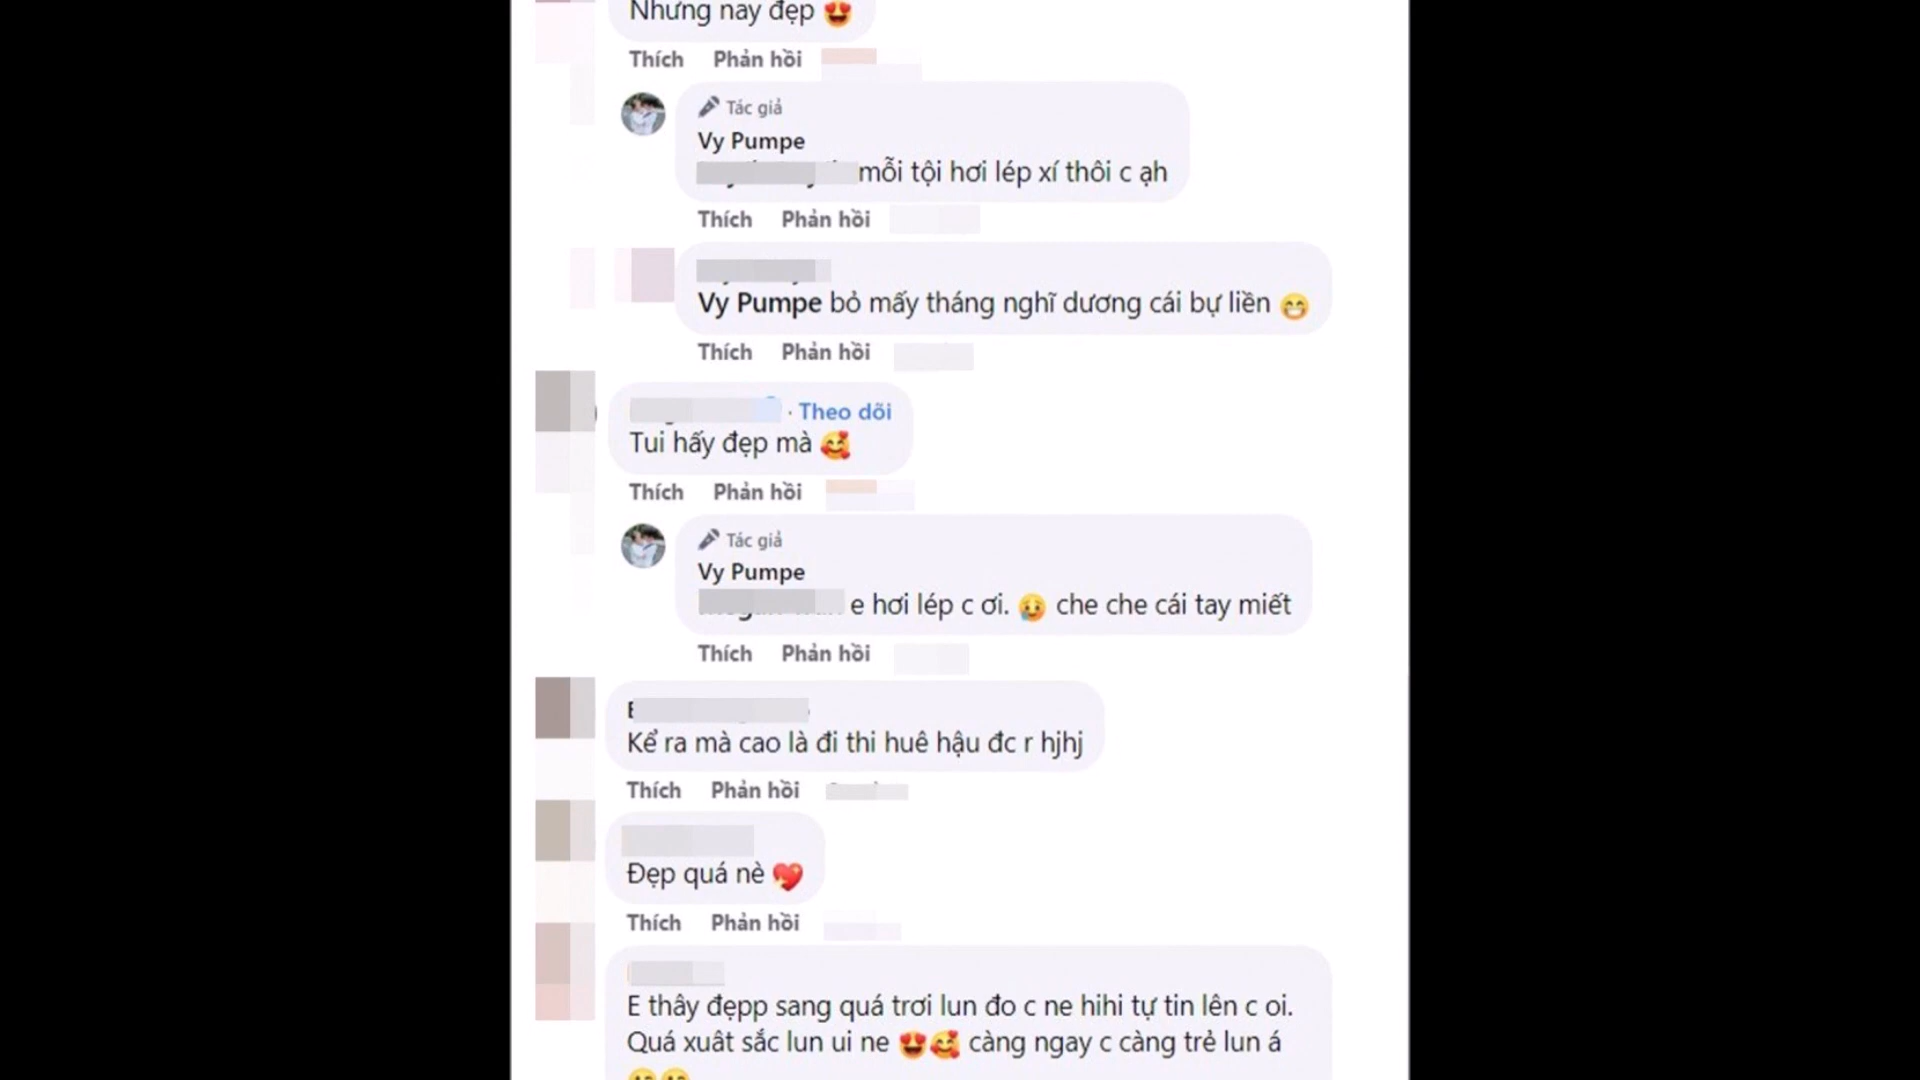 Nhưng nay đẹp 😍
Thích Phản hồi
Tác giả
Vy Pumpe
mỗi tội hơi lép xí thôi c ạh
Thích Phản hồi
Vy Pumpe bỏ mấy tháng nghĩ dương cái bự liền 😁
Thích Phản hồi
· Theo dõi
Tui hấy đẹp mà 🥰
Thích Phản hồi
Tác giả
Vy Pumpe
e hơi lép c ơi. 😥 che che cái tay miết
Thích Phản hồi
Kể ra mà cao là đi thi huê hậu đc r hjhj
Thích Phản hồi
Đẹp quá nè 💖
Thích Phản hồi
E thây đẹpp sang quá trơi lun đo c ne hihi tự tin lên c oi.
Quá xuât sắc lun ui ne 😍🥰 càng ngay c càng trẻ lun á